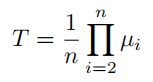 T = \frac{1}{n} \prod_{i=2}^{n} \mu_i